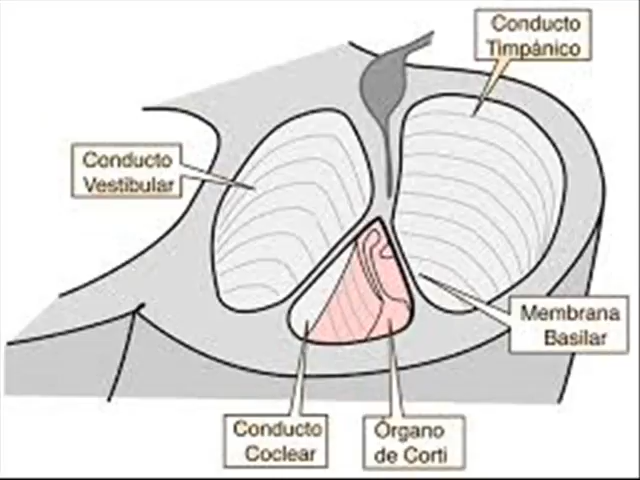 Conducto
Timpánico
Conducto
Vestibular
Membrana
Basilar
Conducto
Coclear
Órgano
de Corti